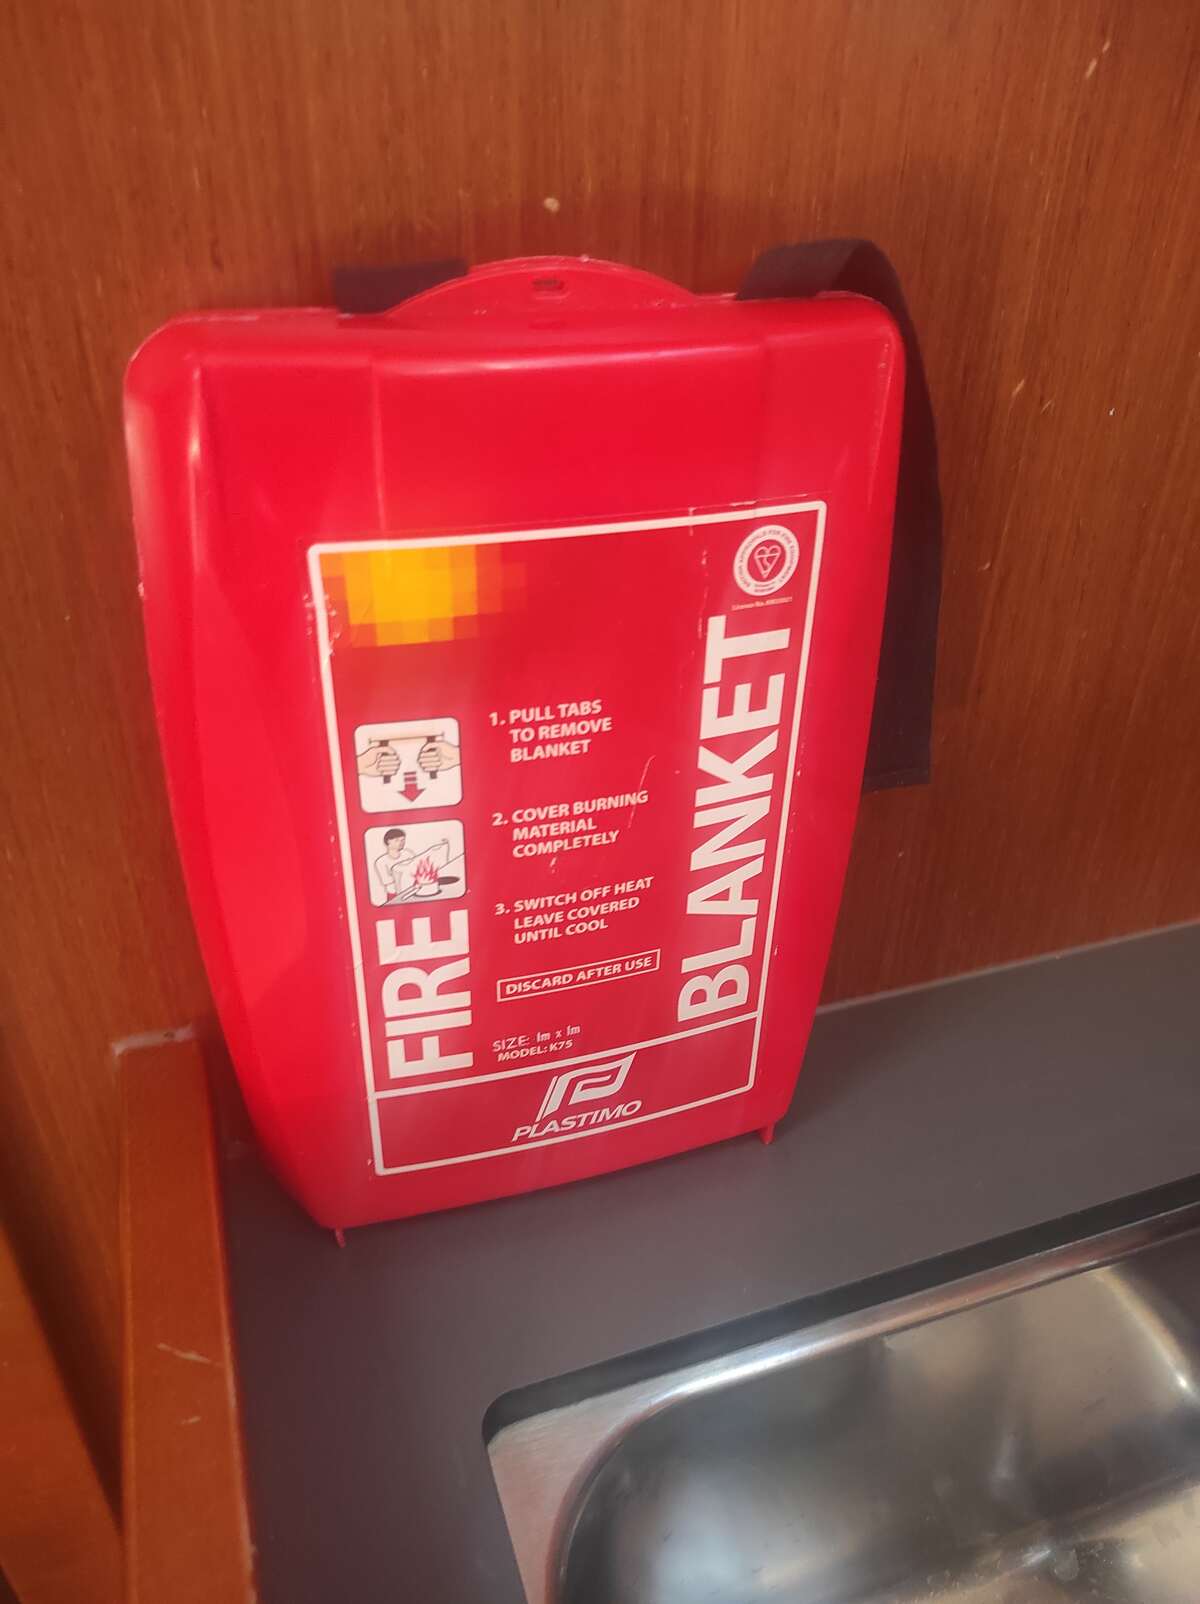 1. PULL TABS
TO REMOVE
BLANKET
2. COVER BURNING
MATERIAL
COMPLETELY
3. SWITCH OFF HEAT
LEAVE COVERED
UNTIL COOL
DISCARD AFTER USE
SIZE: 1m x 1m
MODEL: K75
FIRE
BLANKET
PLASTIMO